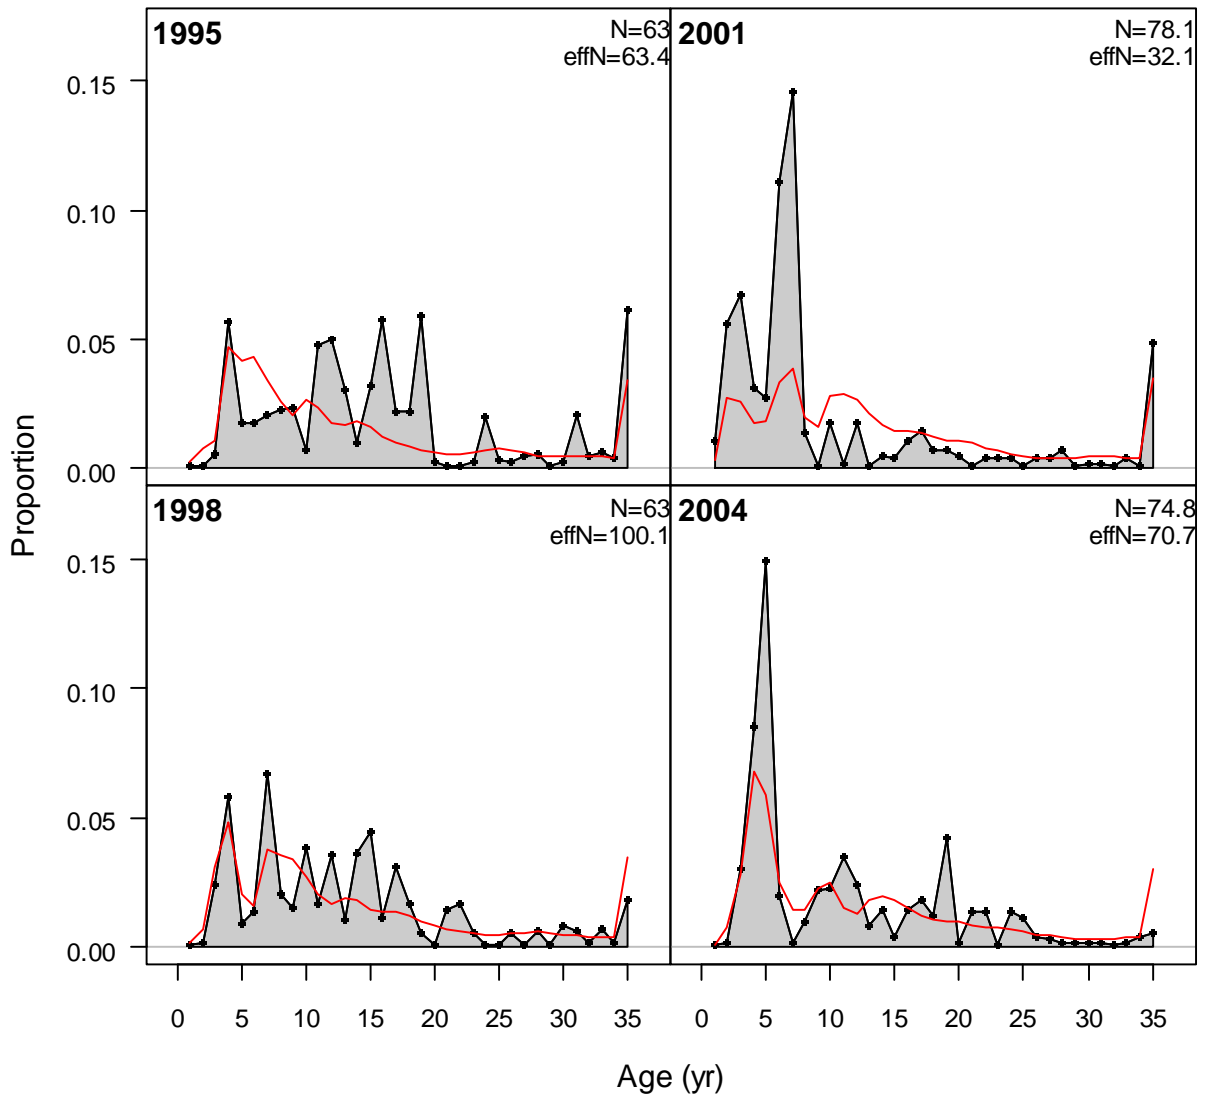 1995
N=63
effN=63.4
2001
N=78.1
effN=32.1
0.15
0.10
0.05
0.00
1998
N=63
effN=100.1
2004
N=74.8
effN=70.7
0.15
0.10
0.05
0.00
Proportion
0 5 10 15 20 25 30 35
0 5 10 15 20 25 30 35
Age (yr)